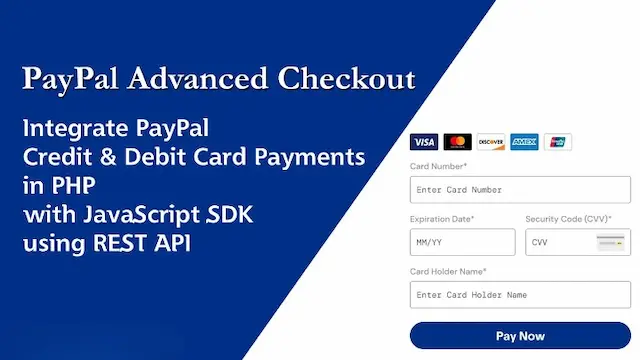 PayPal Advanced Checkout
Integrate PayPal
Credit & Debit Card Payments
in PHP
with JavaScript SDK
using REST API
VISA DISCOVER AMEX
Card Number*
Enter Card Number
Expiration Date* Security Code (CVV)*
MM/YY CVV
Card Holder Name*
Enter Card Holder Name
Pay Now